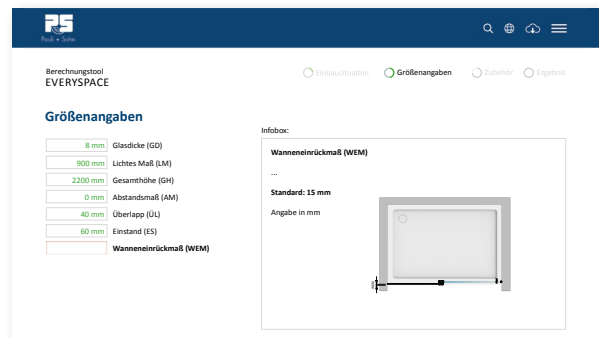 PS
Pauli + Sohn
Berechnungstool
EVERYSPACE
Einbausituation
Größenangaben
Zubehör
Ergebnis
Größenangaben
8 mm Glasdicke (GD)
900 mm Lichtes Maß (LM)
2200 mm Gesamthöhe (GH)
0 mm Abstandsmaß (AM)
40 mm Überlapp (ÜL)
60 mm Einstand (ES)
Wanneneinrückmaß (WEM)
Infobox:
Wanneneinrückmaß (WEM)
...
Standard: 15 mm
Angabe in mm